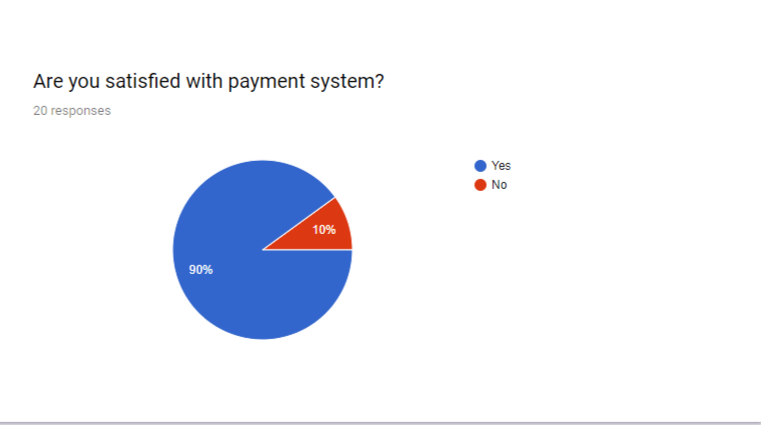 Are you satisfied with payment system?
20 responses
Yes
No
10%
90%